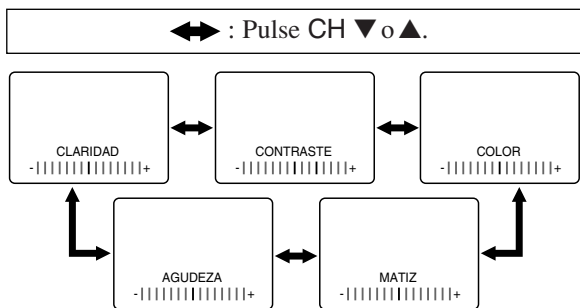 : Pulse CH ▼ o ▲.
CLARIDAD
- +
CONTRASTE
- +
COLOR
- +
AGUDEZA
- +
MATIZ
- +